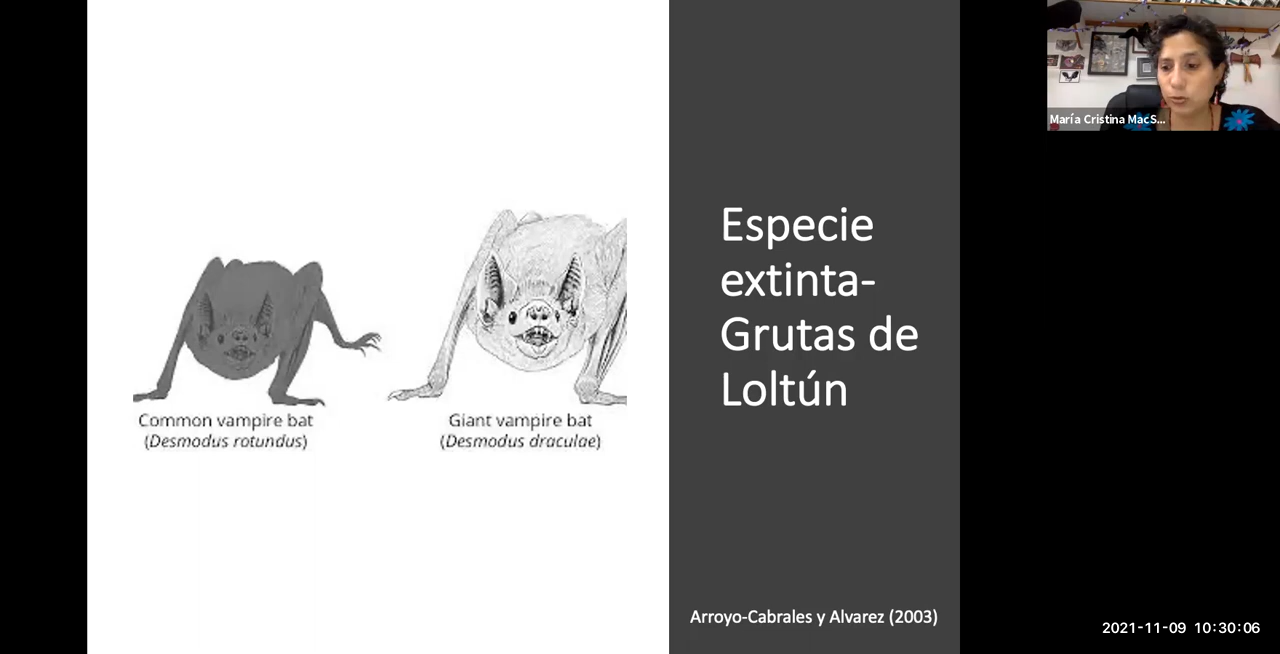 Common vampire bat
(Desmodus rotundus)
Giant vampire bat
(Desmodus draculae)
Especie
extinta-
Grutas de
Loltún
Arroyo-Cabrales y Alvarez (2003)
María Cristina MacS...
2021-11-09 10:30:06